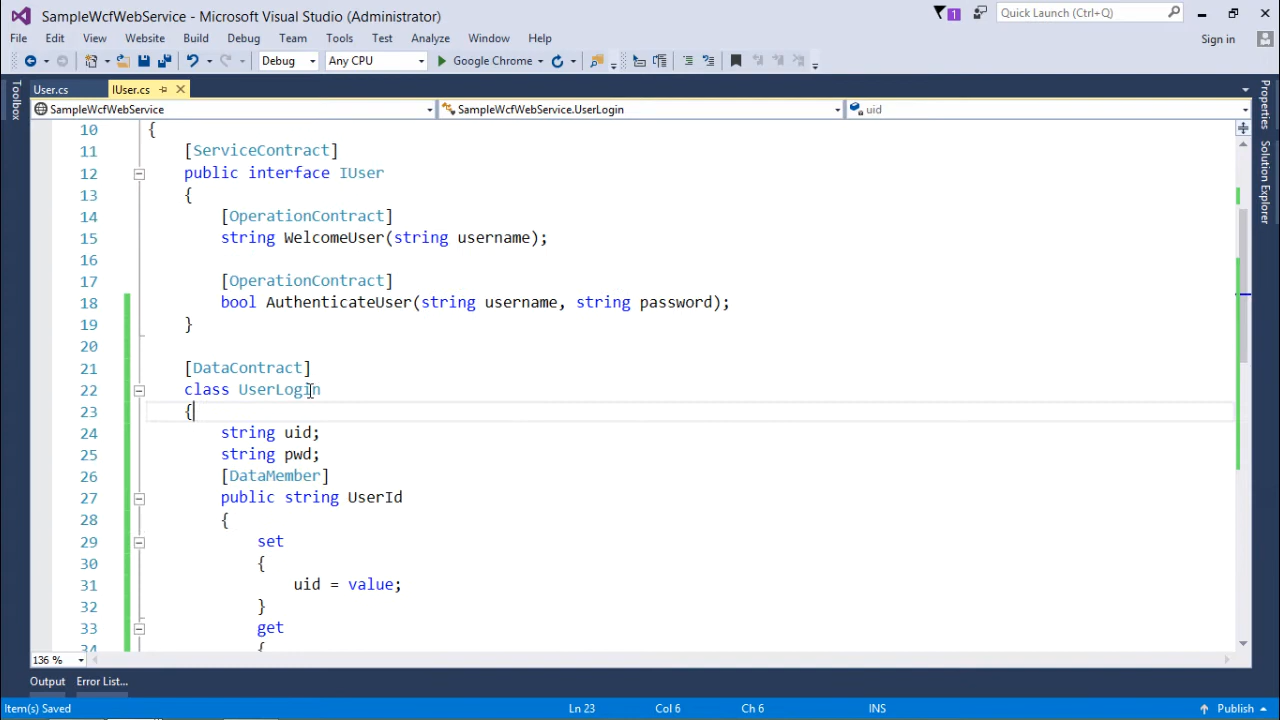 SampleWcfWebService - Microsoft Visual Studio (Administrator)
1
Quick Launch (Ctrl+Q)
File Edit View Website Build Debug Team Tools Test Analyze Window Help
Sign in
Debug Any CPU Google Chrome
Toolbox
User.cs IUser.cs
Properties
Solution Explorer
SampleWcfWebService SampleWcfWebService.UserLogin uid
10 {
11 [ServiceContract]
12 public interface IUser
13 {
14 [OperationContract]
15 string WelcomeUser(string username);
16
17 [OperationContract]
18 bool AuthenticateUser(string username, string password);
19 }
20
21 [DataContract]
22 class UserLogin
23 {
24 string uid;
25 string pwd;
26 [DataMember]
27 public string UserId
28 {
29 set
30 {
31 uid = value;
32 }
33 get
34 {
136 %
Output Error List...
Item(s) Saved Ln 23 Col 6 Ch 6 INS Publish